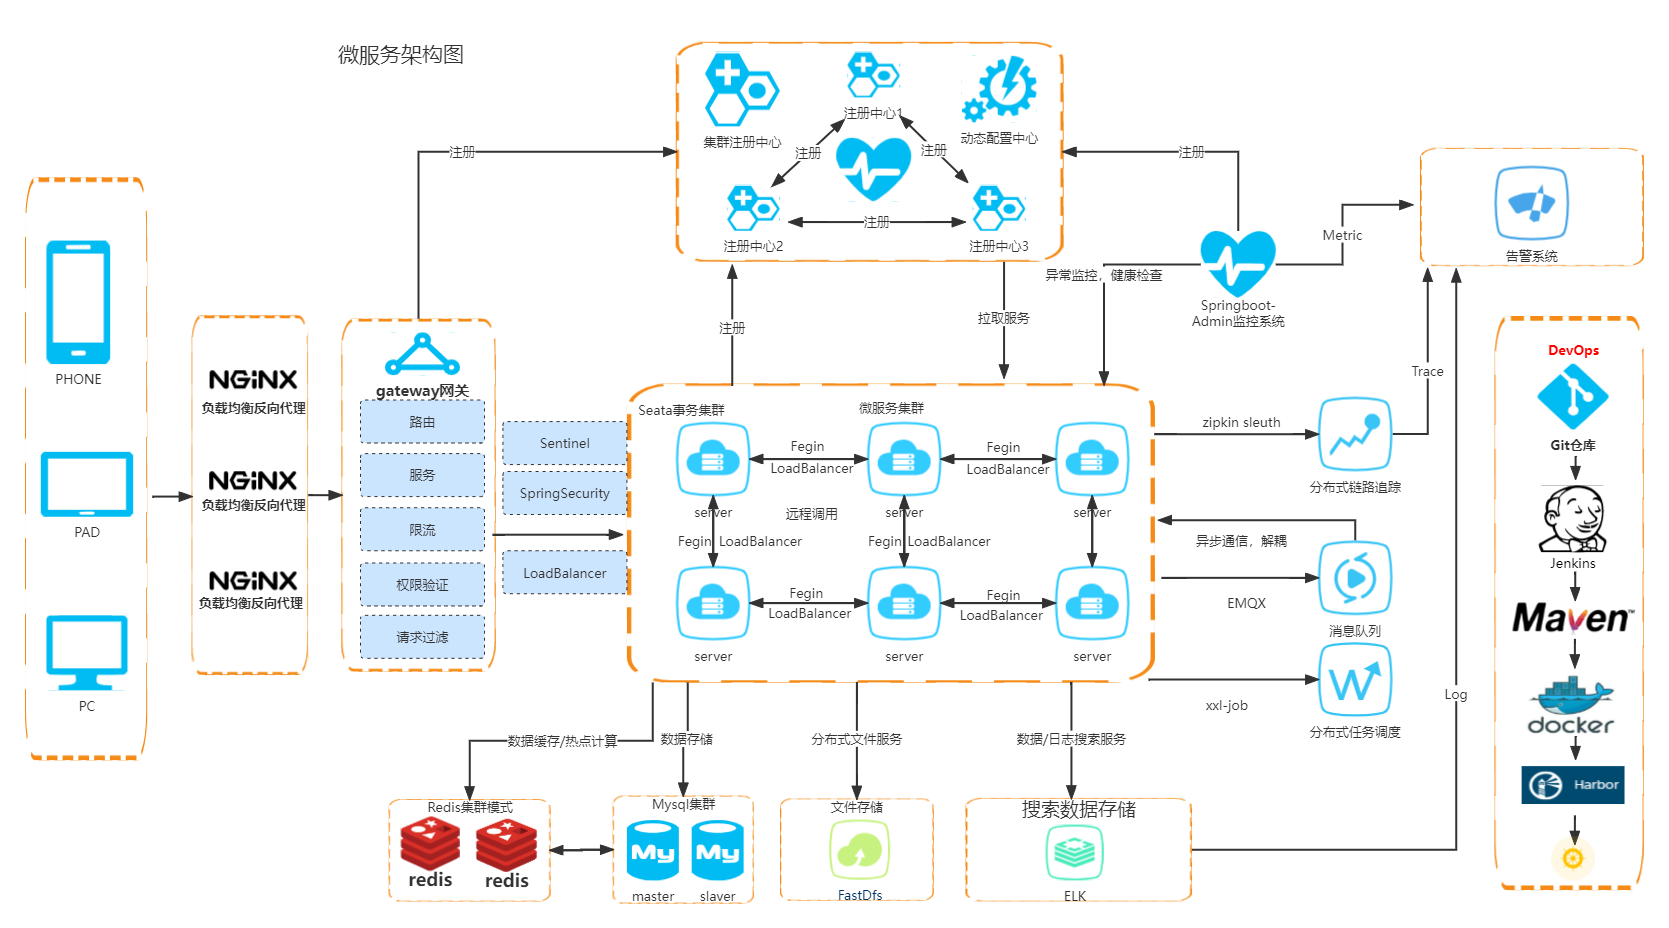 微服务架构图
集群注册中心
注册中心1
动态配置中心
注册
注册
注册
注册中心2
注册中心3
注册
注册
注册
拉取服务
异常监控，健康检查
Springboot-
Admin监控系统
Metric
告警系统
Trace
Log
PHONE
PAD
PC
NGiNX
负载均衡反向代理
NGiNX
负载均衡反向代理
NGiNX
负载均衡反向代理
gateway网关
路由
服务
限流
权限验证
请求过滤
Sentinel
SpringSecurity
LoadBalancer
Seata事务集群
微服务集群
Fegin
LoadBalancer
Fegin
LoadBalancer
server
server
server
远程调用
Fegin LoadBalancer
Fegin LoadBalancer
Fegin
LoadBalancer
Fegin
LoadBalancer
server
server
server
zipkin sleuth
分布式链路追踪
异步通信，解耦
EMQX
消息队列
xxl-job
分布式任务调度
数据缓存/热点计算
数据存储
分布式文件服务
数据/日志搜索服务
Redis集群模式
redis
redis
Mysql集群
My
My
master
slaver
文件存储
FastDfs
搜索数据存储
ELK
DevOps
Git仓库
Jenkins
Maven™
docker
Harbor